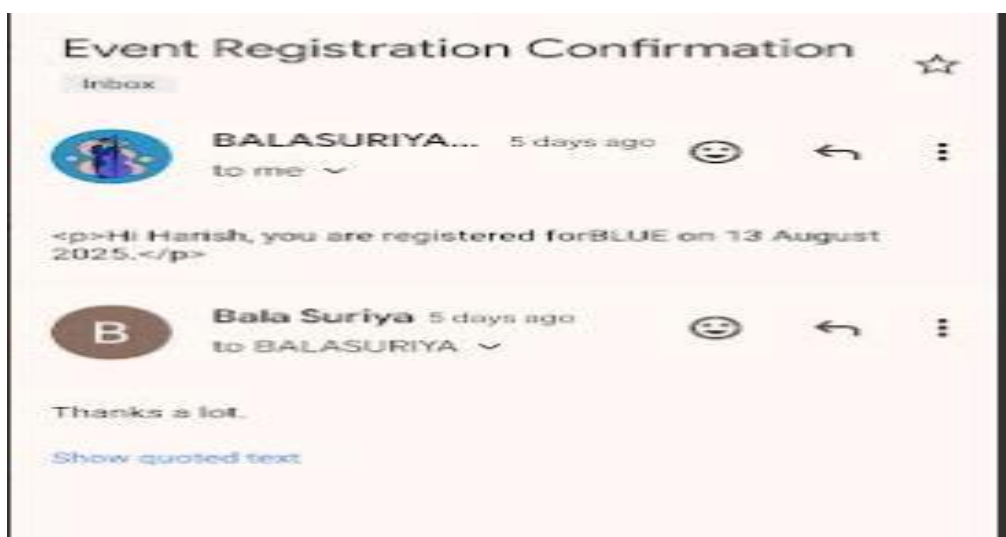 Event Registration Confirmation
Inbox
BALASURIYA... 5 days ago
to me
<p>Hi Harish, you are registered forBLUE on 13 August
2025.</p>
B
Bala Suriya 5 days ago
to BALASURIYA
Thanks a lot.
Show quoted text